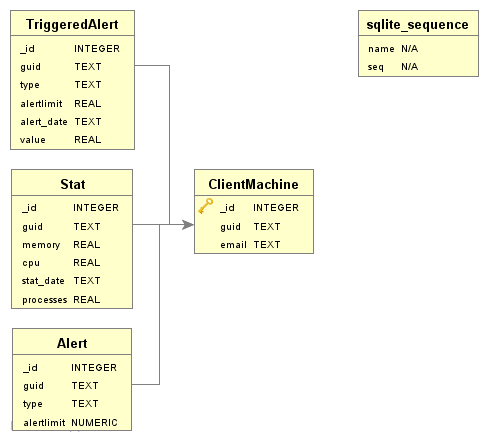 TriggeredAlert
_id INTEGER
guid TEXT
type TEXT
alertlimit REAL
alert_date TEXT
value REAL
sqlite_sequence
name N/A
seq N/A
Stat
_id INTEGER
guid TEXT
memory REAL
cpu REAL
stat_date TEXT
processes REAL
ClientMachine
_id INTEGER
guid TEXT
email TEXT
Alert
_id INTEGER
guid TEXT
type TEXT
alertlimit NUMERIC